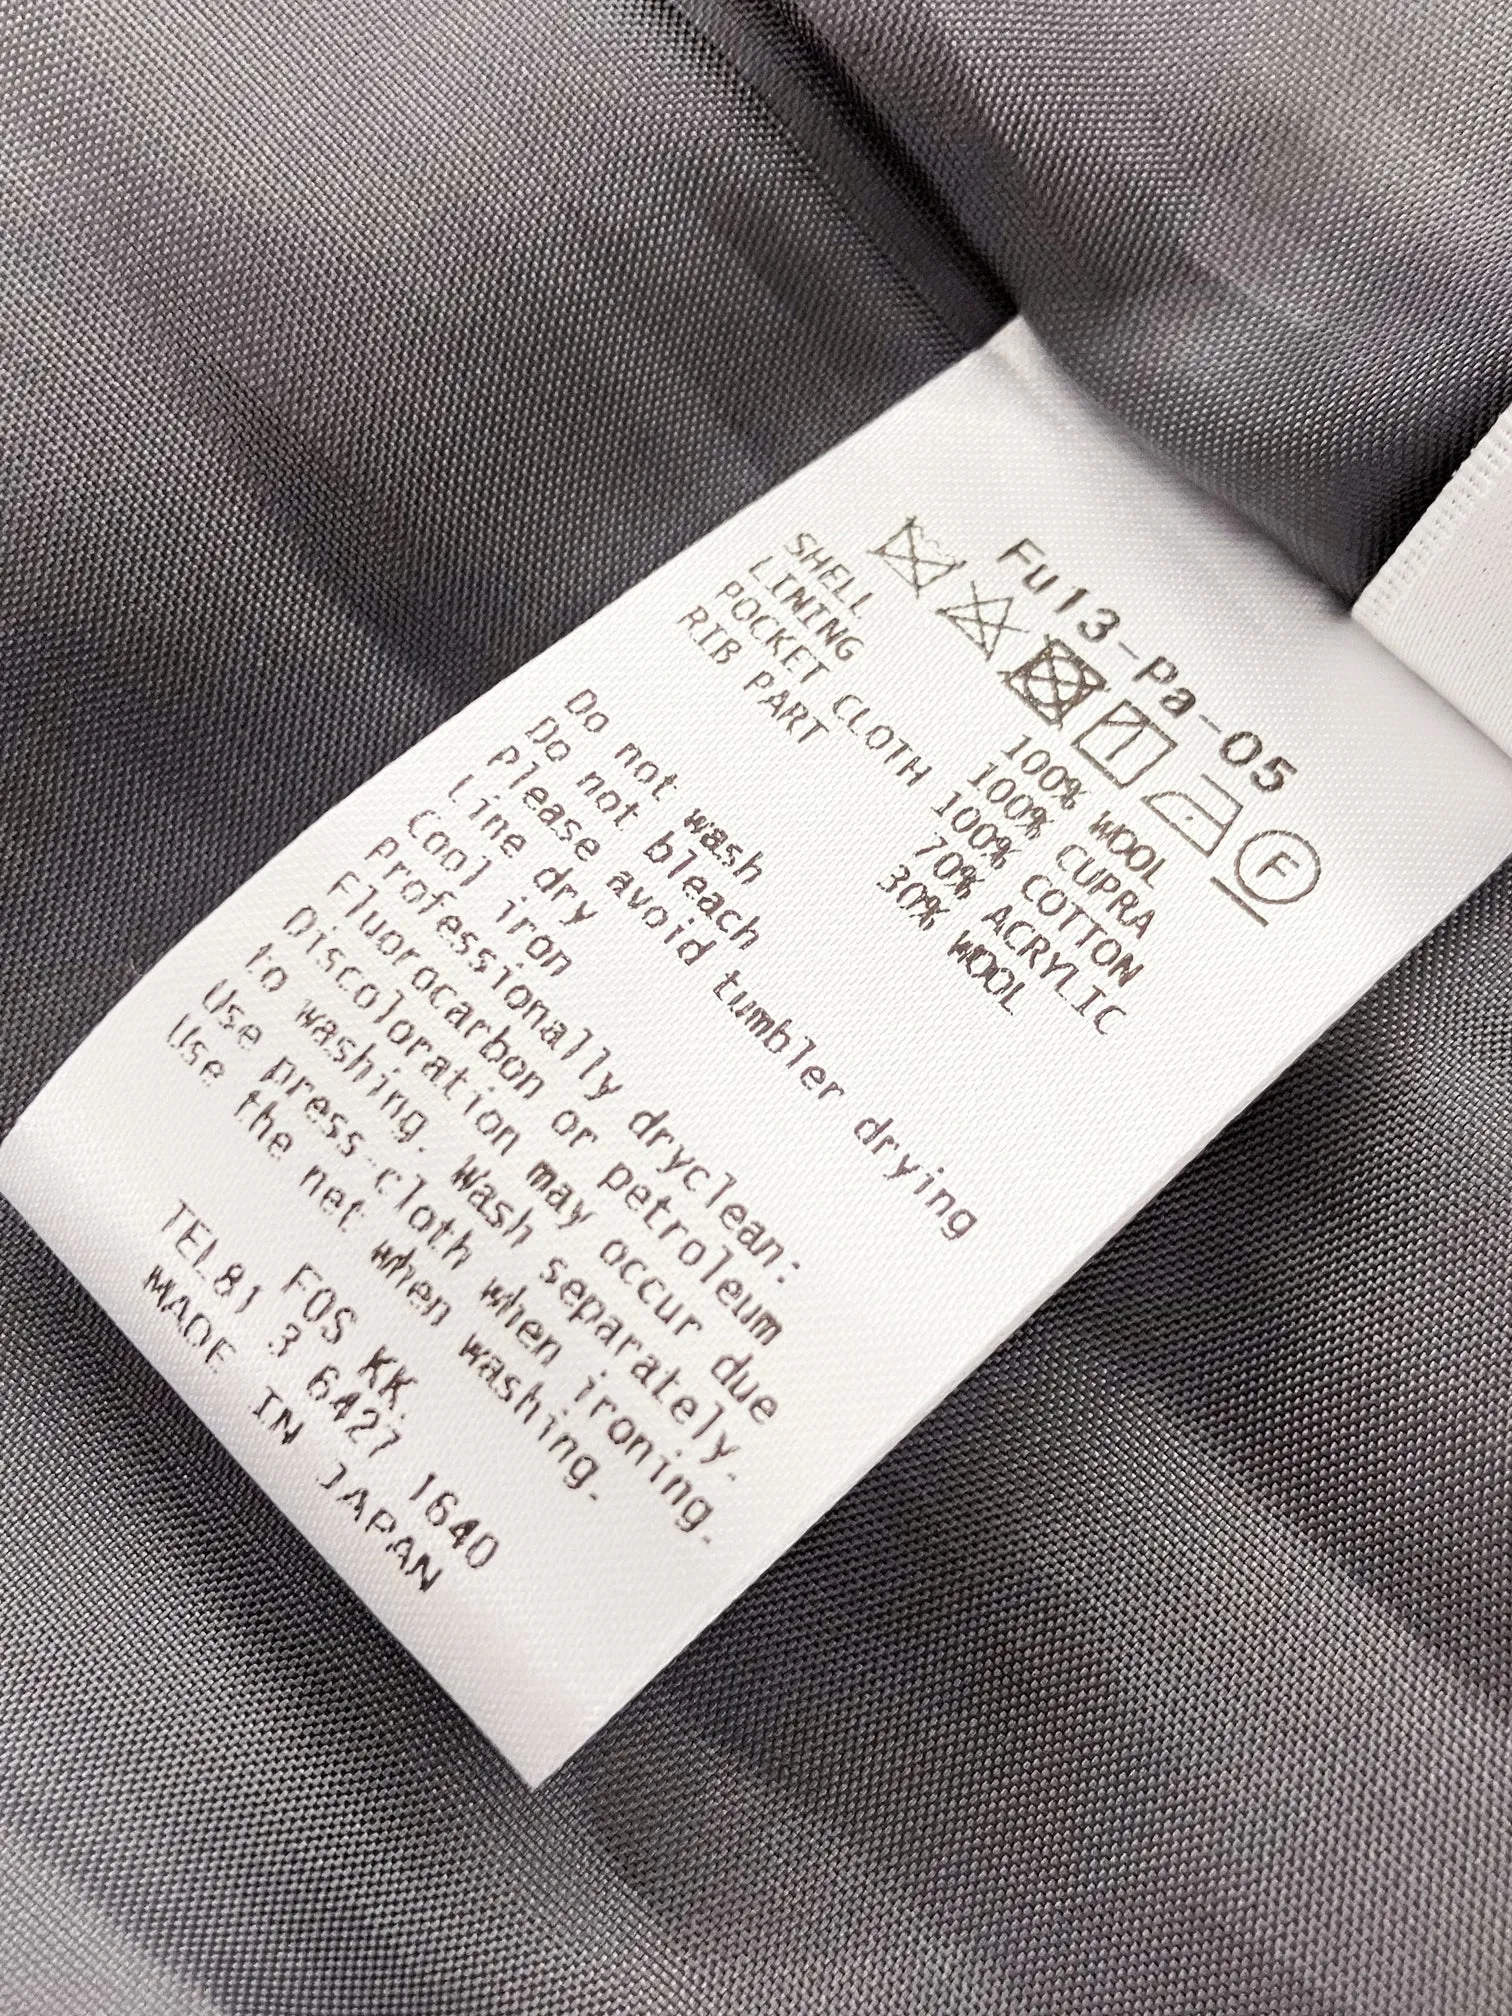 Fu13-Pa-05
F
SHELL 100% WOOL
LINING 100% CUPRA
POCKET CLOTH 100% COTTON
RIB PART 70% ACRYLIC
30% WOOL
Do not wash
Do not bleach
Please avoid tumbler drying
Line dry
Cool iron
Professionally dryclean:
Fluorocarbon or petroleum
Discoloration may occur due
to washing. Wash separately.
Use press-cloth when ironing.
Use the net when washing.
FOS KK.
TEL81 3 6427 1640
MADE IN JAPAN